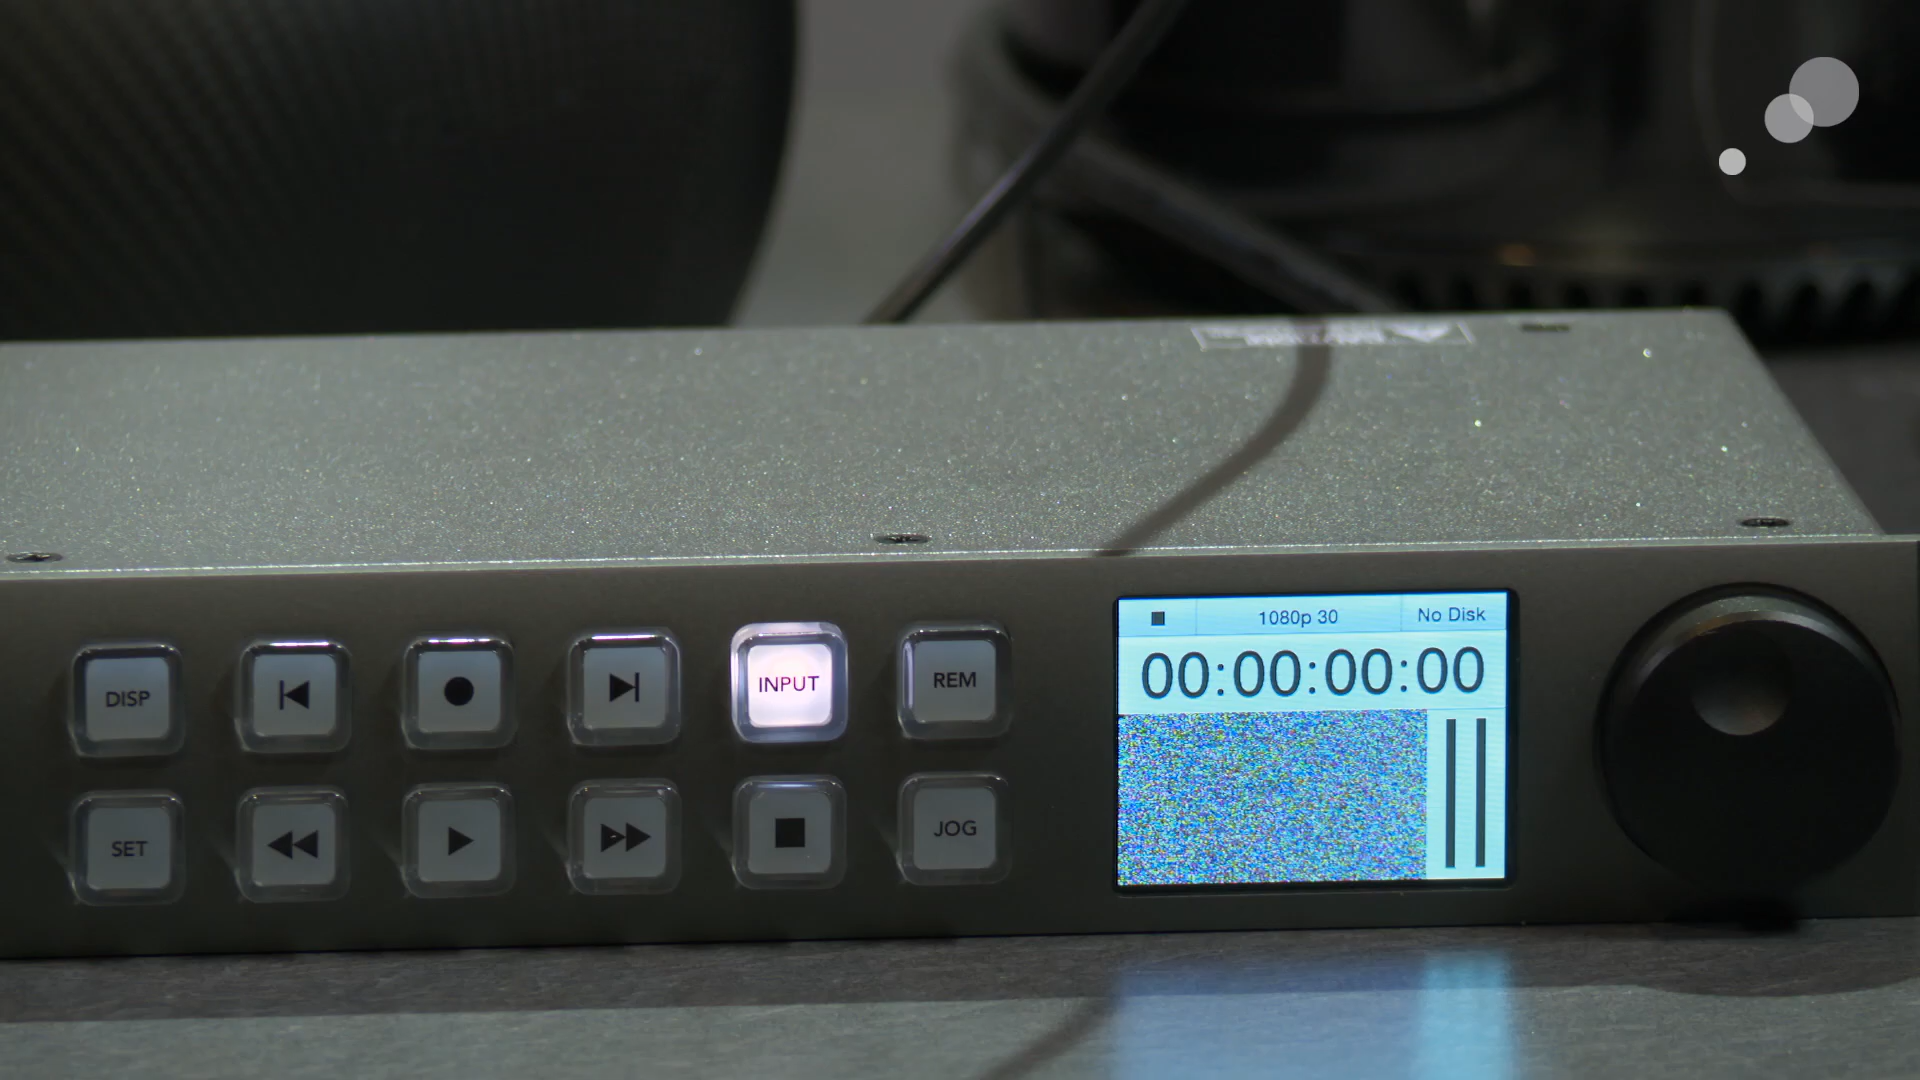 1080p 30
No Disk
00:00:00:00
DISP
INPUT
REM
SET
JOG